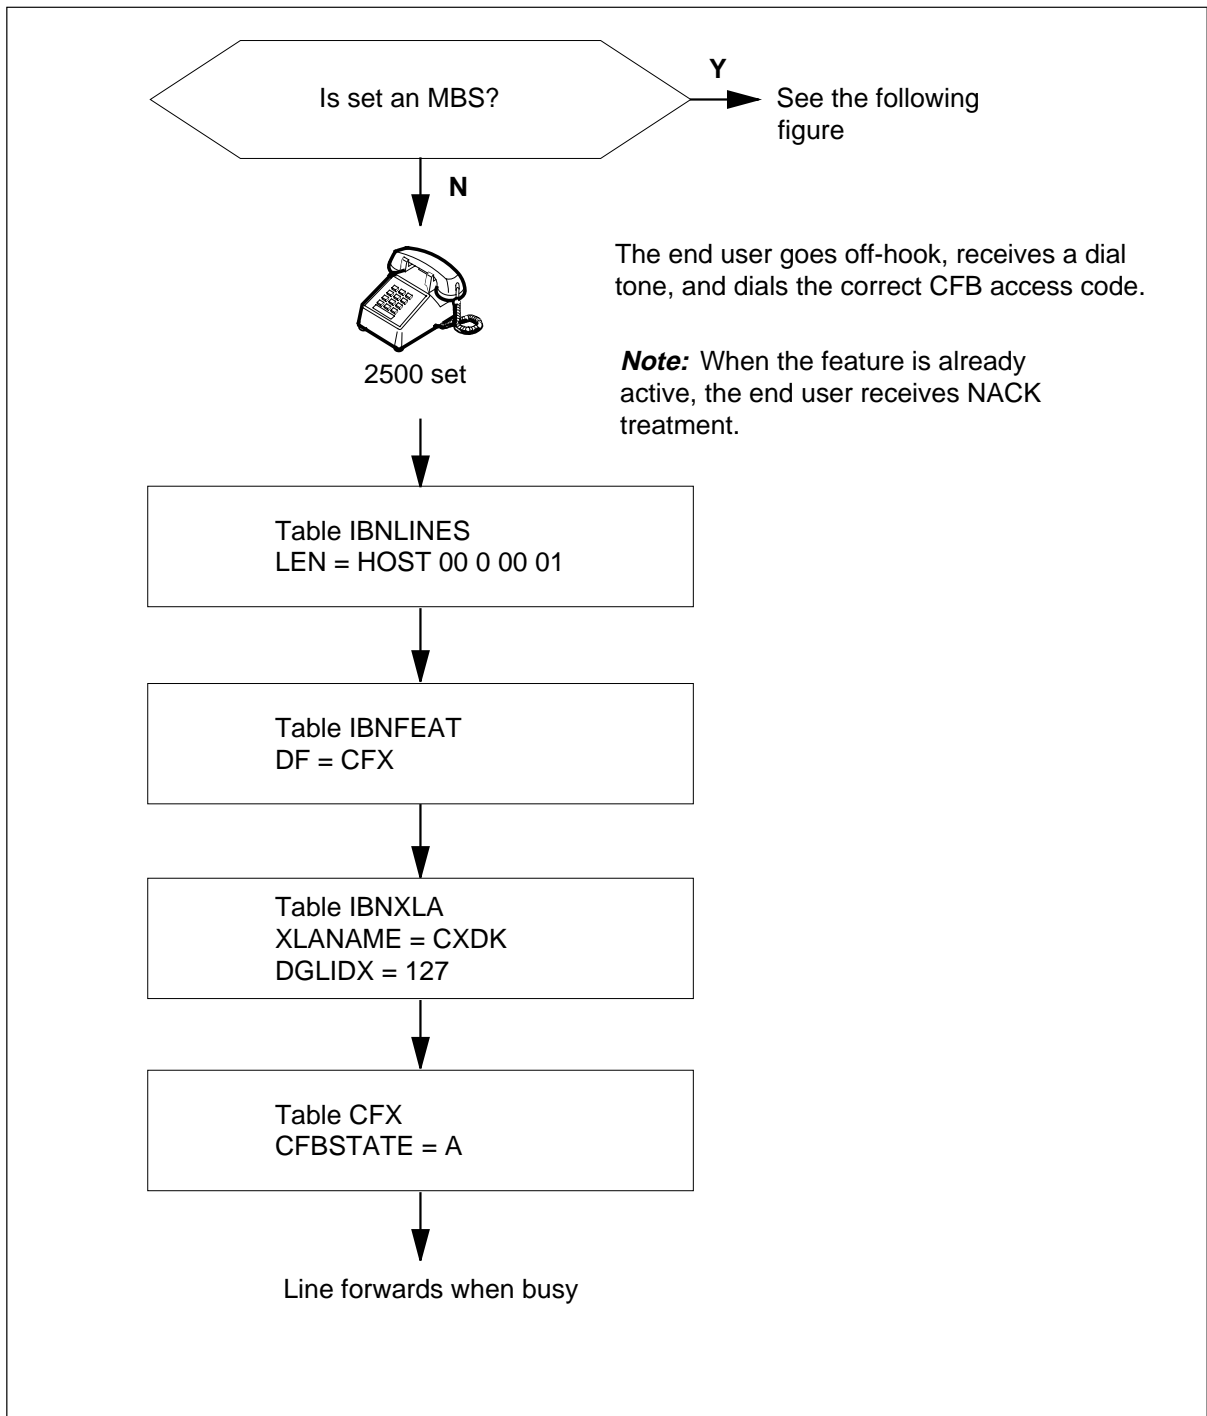 Is set an MBS?
Y
See the following
figure
N
The end user goes off-hook, receives a dial
tone, and dials the correct CFB access code.
Note: When the feature is already
active, the end user receives NACK
treatment.
2500 set
Table IBNLINES
LEN = HOST 00 0 00 01
Table IBNFEAT
DF = CFX
Table IBNXLA
XLANAME = CXDK
DGLIDX = 127
Table CFX
CFBSTATE = A
Line forwards when busy